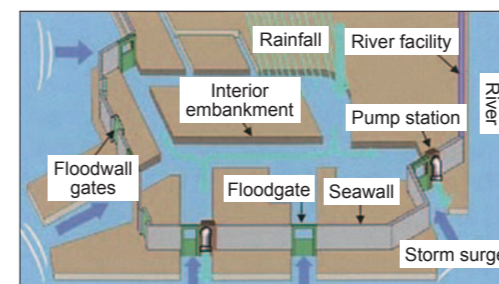 Rainfall
River facility
River
Interior
embankment
Pump station
Floodwall
gates
Floodgate
Seawall
Storm surge